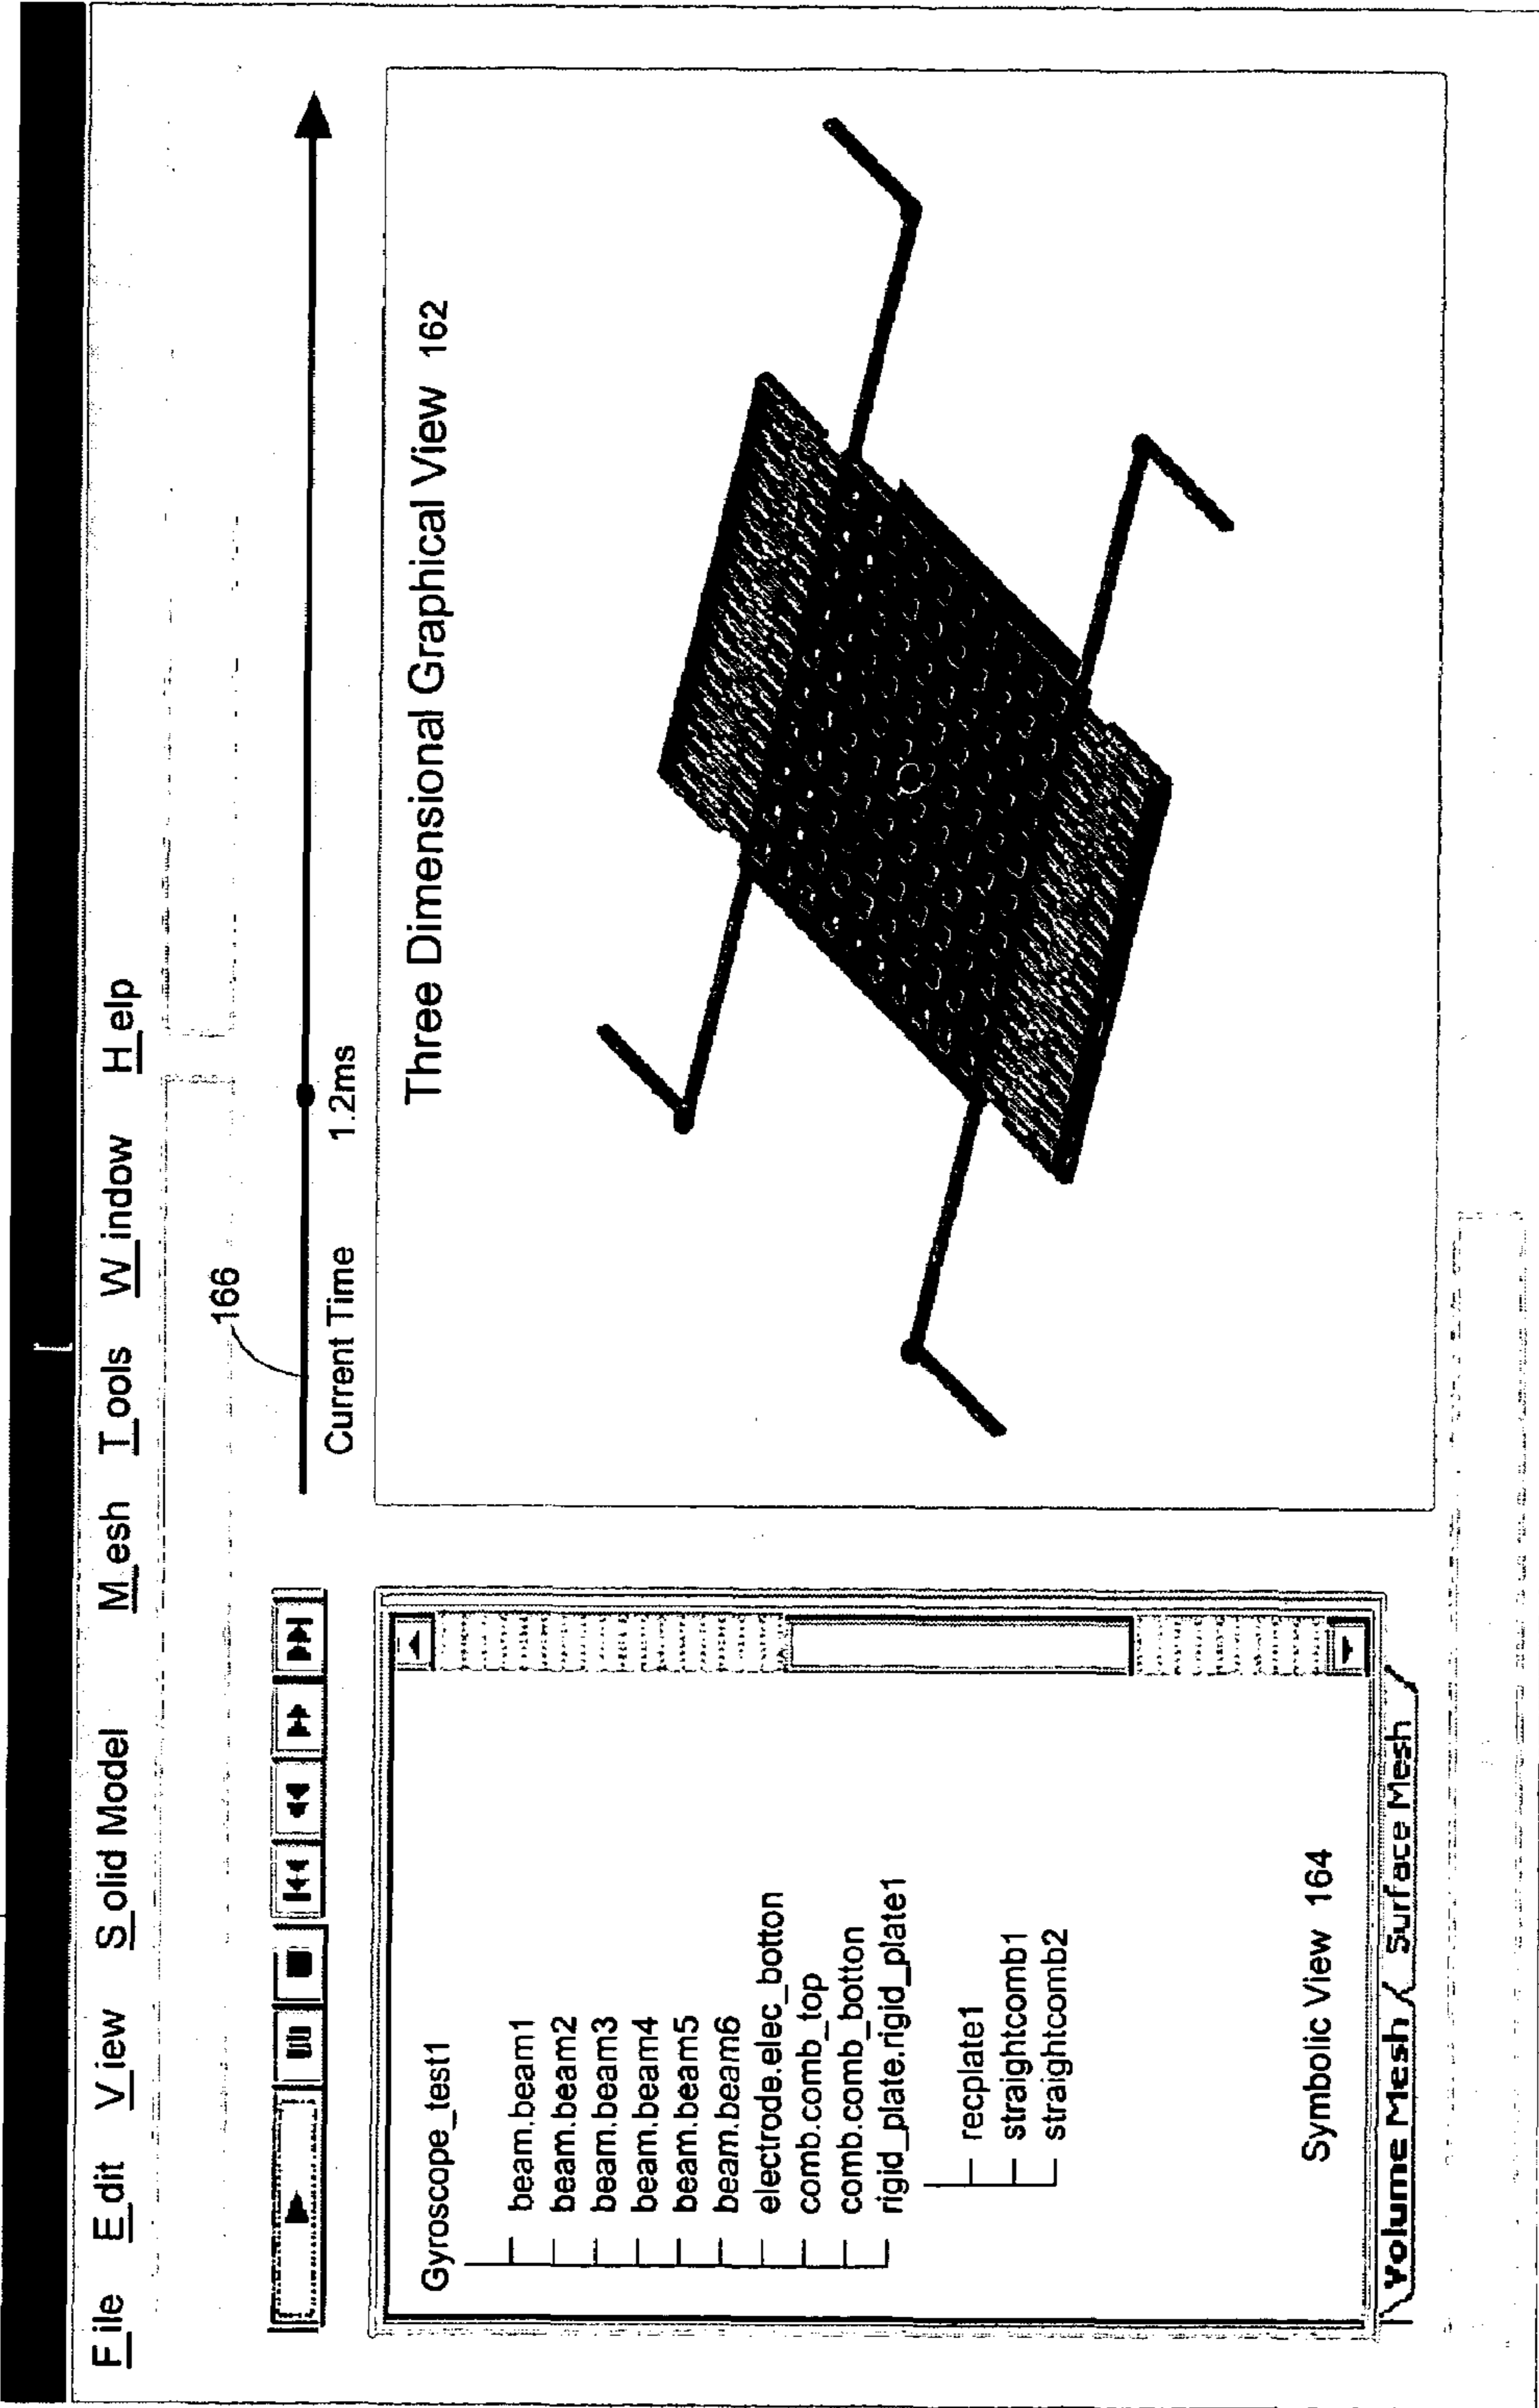 File Edit View Solid Model Mesh Tools Window Help
166
Current Time 1.2ms
Gyroscope_test1
beam.beam1
beam.beam2
beam.beam3
beam.beam4
beam.beam5
beam.beam6
electrode.elec_botton
comb.comb_top
comb.comb_botton
rigid_plate.rigid_plate1
recplate1
straightcomb1
straightcomb2
Symbolic View 164
Volume Mesh Surface Mesh
Three Dimensional Graphical View 162